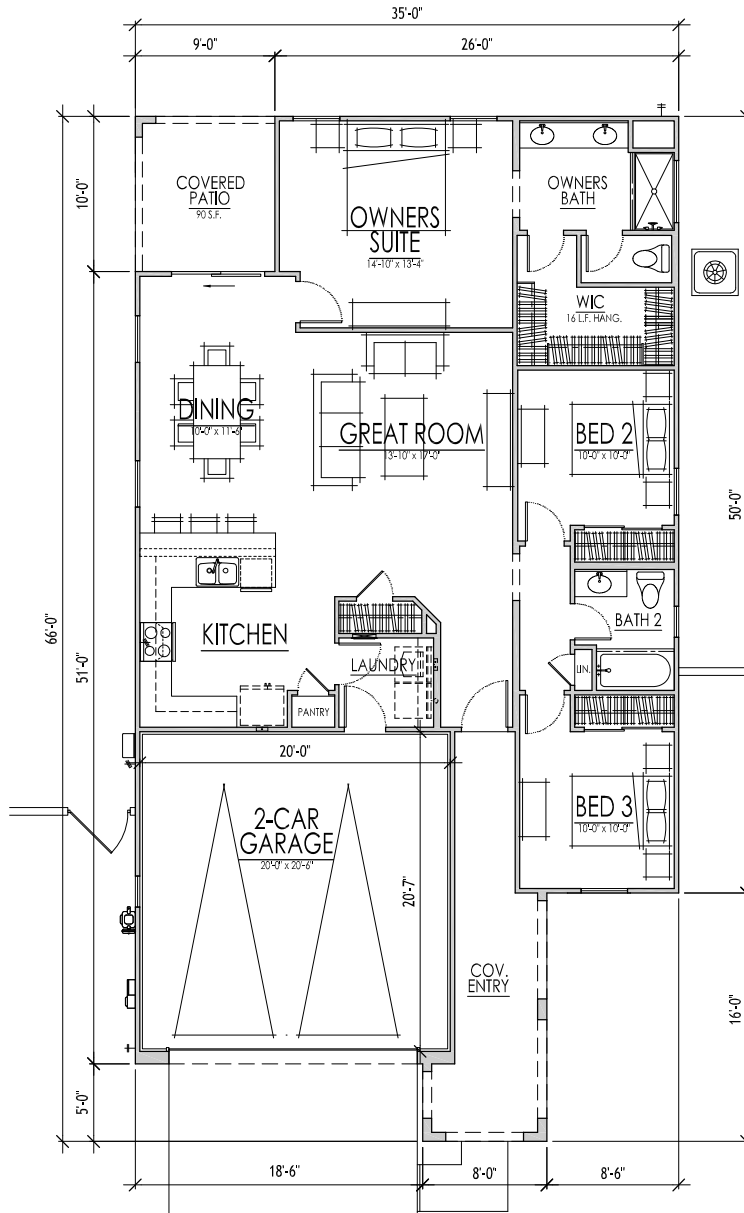 35'-0"
9'-0"
26'-0"
COVERED
PATIO
90 S.F.
OWNERS
SUITE
14'-10" x 13'-4"
OWNERS
BATH
WIC
16 L.F. HANG.
10'-0"
DINING
10'-0" x 11'-6"
GREAT ROOM
13'-10" x 17'-0"
BED 2
10'-0" x 10'-0"
50'-0"
66'-0"
51'-0"
KITCHEN
LAUNDRY
BATH 2
LIN.
PANTRY
20'-0"
2-CAR
GARAGE
20'-0" x 20'-6"
20'-7"
BED 3
10'-0" x 10'-0"
COV.
ENTRY
16'-0"
5'-0"
18'-6"
8'-0"
8'-6"